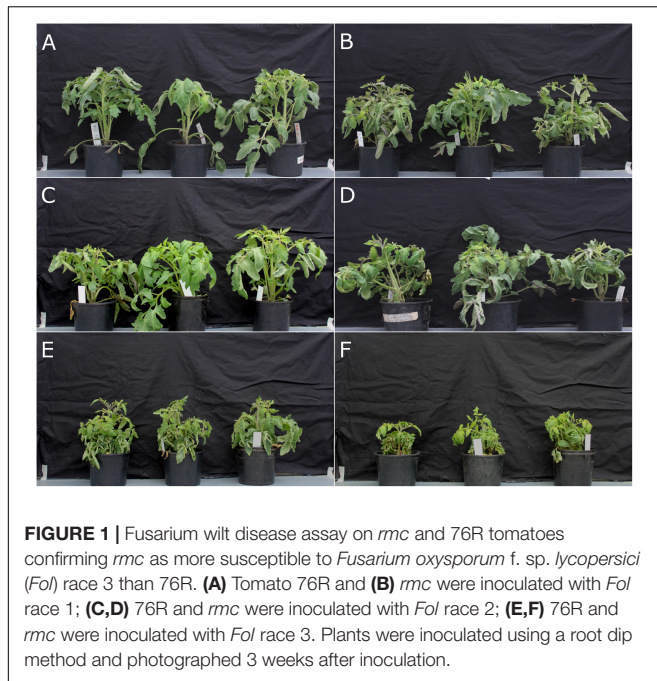 A
B
C
D
E
F
FIGURE 1 | Fusarium wilt disease assay on rmc and 76R tomatoes
confirming rmc as more susceptible to Fusarium oxysporum f. sp. lycopersici
(Fol) race 3 than 76R. (A) Tomato 76R and (B) rmc were inoculated with Fol
race 1; (C,D) 76R and rmc were inoculated with Fol race 2; (E,F) 76R and
rmc were inoculated with Fol race 3. Plants were inoculated using a root dip
method and photographed 3 weeks after inoculation.